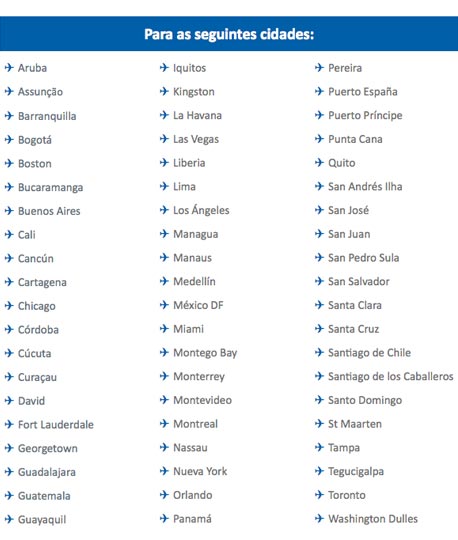 Para as seguintes cidades:
Aruba
Assunção
Barranquilla
Bogotá
Boston
Bucaramanga
Buenos Aires
Cali
Cancún
Cartagena
Chicago
Córdoba
Cúcuta
Curaçau
David
Fort Lauderdale
Georgetown
Guadalajara
Guatemala
Guayaquil
Iquitos
Kingston
La Havana
Las Vegas
Liberia
Lima
Los Ángeles
Managua
Manaus
Medellín
México DF
Miami
Montego Bay
Monterrey
Montevideo
Montreal
Nassau
Nueva York
Orlando
Panamá
Pereira
Puerto España
Puerto Príncipe
Punta Cana
Quito
San Andrés Ilha
San José
San Juan
San Pedro Sula
San Salvador
Santa Clara
Santa Cruz
Santiago de Chile
Santiago de los Caballeros
Santo Domingo
St Maarten
Tampa
Tegucigalpa
Toronto
Washington Dulles